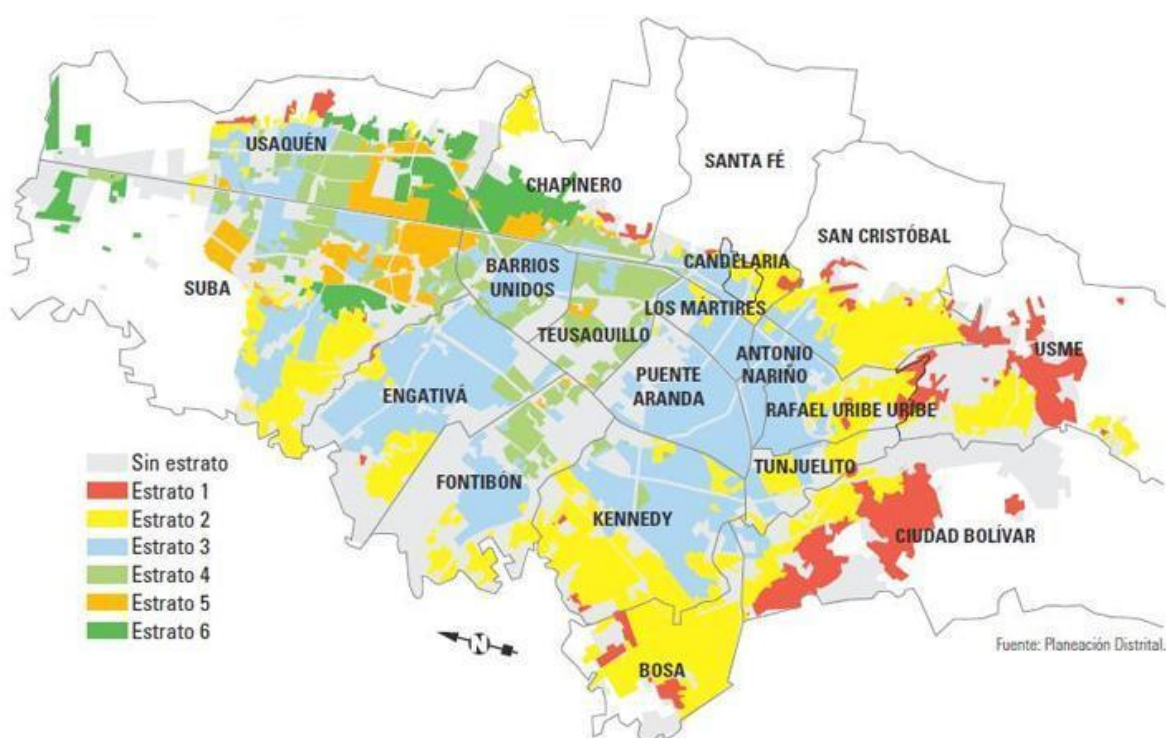 USAQUÉN
SANTA FÉ
CHAPINERO
SAN CRISTÓBAL
CANDELARIA
BARRIOS
UNIDOS
SUBA
LOS MÁRTIRES
TEUSAQUILLO
USME
ANTONIO
NARIÑO
PUENTE
ARANDA
ENGATIVÁ
RAFAEL URIBE URÍBE
TUNJUELITO
FONTIBÓN
KENNEDY
CIUDAD BOLÍVAR
BOSA
Sin estrato
Estrato 1
Estrato 2
Estrato 3
Estrato 4
Estrato 5
Estrato 6
N
Fuente: Planeación Distrital.